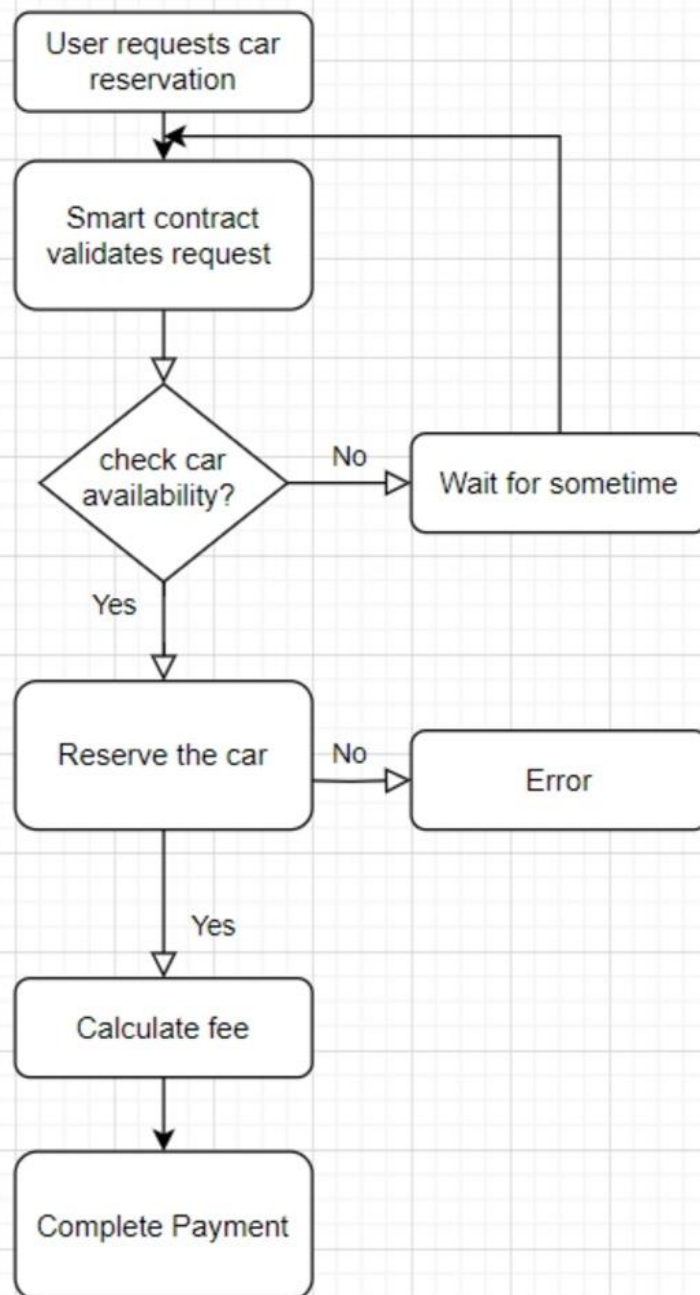 User requests car
reservation
Smart contract
validates request
check car
availability?
No
Wait for sometime
Yes
Reserve the car
No
Error
Yes
Calculate fee
Complete Payment